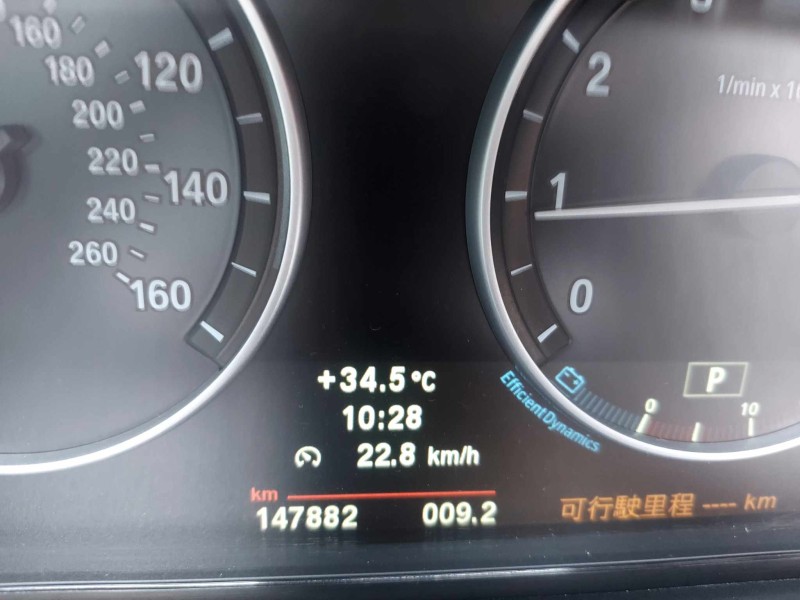 160
180
200
220
240
260
120
140
160
2
1/min x 1
1
0
+34.5°C
10:28
22.8 km/h
km
147882 009.2
EfficientDynamics
P
0 10
可行駛里程 ---- km